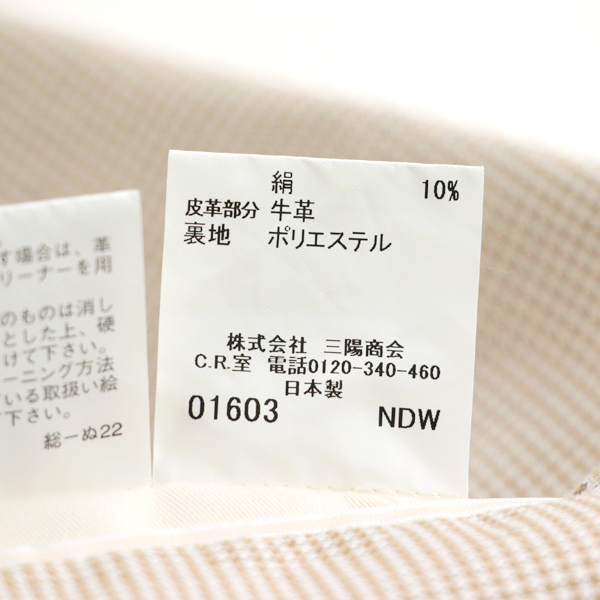 す場合は、革
リーナーを用
のものは消し
とした上、硬
けて下さい。
ーニング方法
いる取扱い絵
下さい。
総ーぬ22
絹 10%
皮革部分 牛革
裏地 ポリエステル
株式会社 三陽商会
C.R.室 電話0120-340-460
日本製
01603 NDW